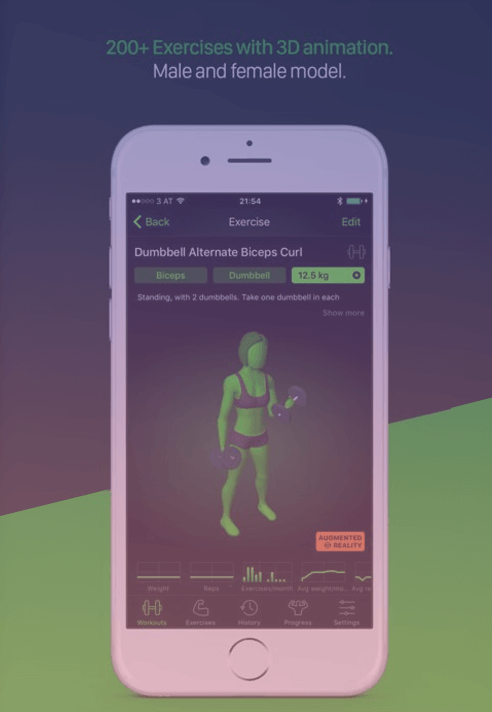 200+ Exercises with 3D animation.
Male and female model.
3 AT 21:54
Back Exercise Edit
Dumbbell Alternate Biceps Curl
Biceps Dumbbell 12.5 kg
Standing, with 2 dumbbells. Take one dumbbell in each
Show more
AUGMENTED
REALITY
Weight Reps Exercises/month Avg weight/mo... Avg re
Workouts Exercises History Progress Settings